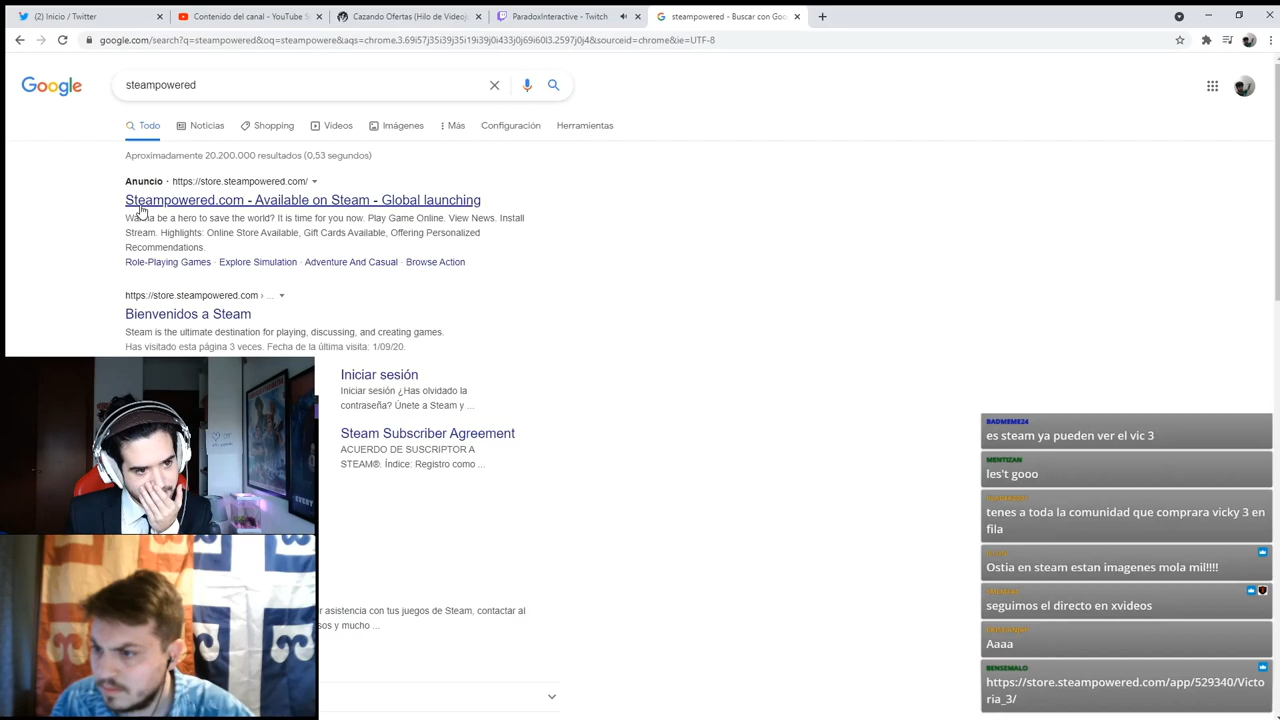 (2) Inicio / Twitter
Contenido del canal - YouTube S
Cazando Ofertas (Hilo de Videoj
ParadoxInteractive - Twitch
steampowered - Buscar con Goo
google.com/search?q=steampowered&oq=steampowere&aqs=chrome.3.69i57j35i39j35i19i39j0i433j0j69i60l3.2597j0j4&sourceid=chrome&ie=UTF-8
Google
steampowered
Todo
Noticias
Shopping
Vídeos
Imágenes
Más
Configuración
Herramientas
Aproximadamente 20.200.000 resultados (0,53 segundos)
Anuncio · https://store.steampowered.com/
Steampowered.com - Available on Steam - Global launching
Wanna be a hero to save the world? It is time for you now. Play Game Online. View News. Install
Stream. Highlights: Online Store Available, Gift Cards Available, Offering Personalized
Recommendations.
Role-Playing Games · Explore Simulation · Adventure And Casual · Browse Action
https://store.steampowered.com › ...
Bienvenidos a Steam
Steam is the ultimate destination for playing, discussing, and creating games.
Has visitado esta página 3 veces. Fecha de la última visita: 1/09/20.
Iniciar sesión
Iniciar sesión ¿Has olvidado la
contraseña? Únete a Steam y ...
Steam Subscriber Agreement
ACUERDO DE SUSCRIPTOR A
STEAM®. Índice: Registro como ...
r asistencia con tus juegos de Steam, contactar al
sos y mucho ...
BADMEME24
es steam ya pueden ver el vic 3
MENTIZAN
les't gooo
tenes a toda la comunidad que comprara vicky 3 en
fila
Ostia en steam estan imagenes mola mil!!!!
seguimos el directo en xvideos
Aaaa
BENSEMALO
https://store.steampowered.com/app/529340/Victo
ria_3/